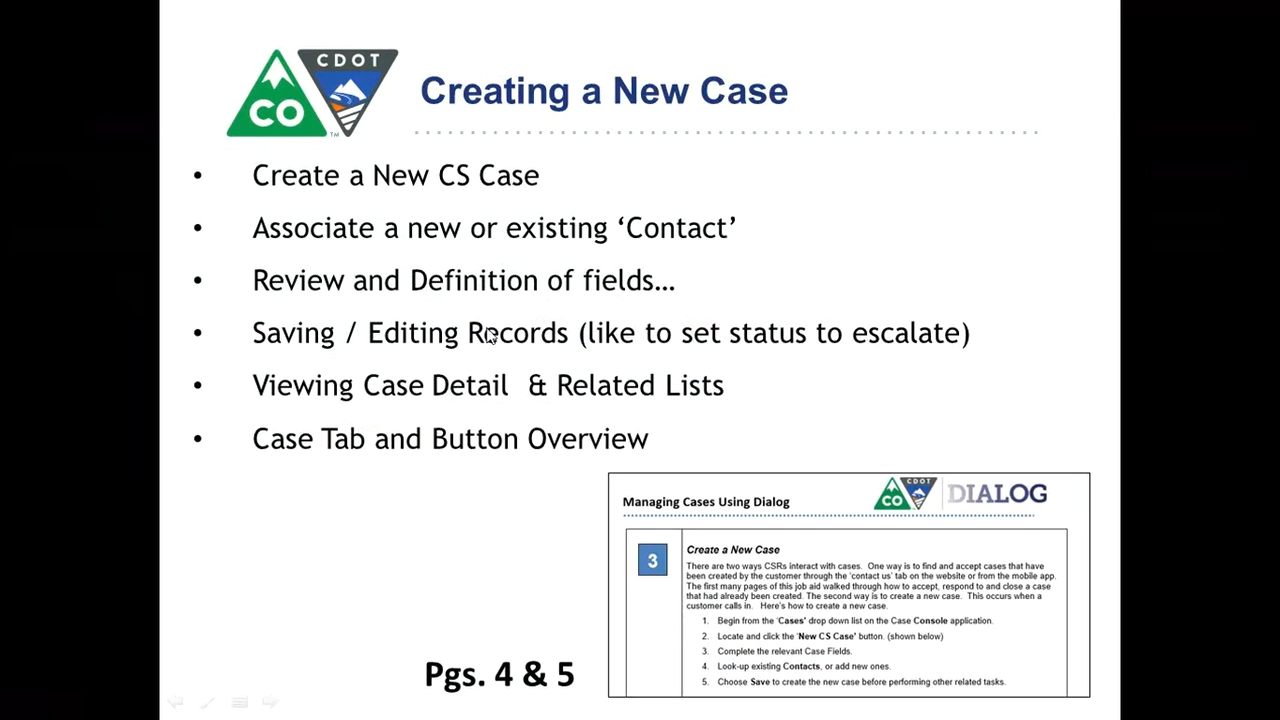 CDOT
CO
TM
Creating a New Case
• Create a New CS Case
• Associate a new or existing ‘Contact’
• Review and Definition of fields…
• Saving / Editing Records (like to set status to escalate)
• Viewing Case Detail & Related Lists
• Case Tab and Button Overview
Managing Cases Using Dialog
CO
CDOT
DIALOG
3
Create a New Case
There are two ways CSRs interact with cases. One way is to find and accept cases that have
been created by the customer through the ‘contact us’ tab on the website or from the mobile app.
The first many pages of this job aid walked through how to accept, respond to and close a case
that had already been created. The second way is to create a new case. This occurs when a
customer calls in. Here’s how to create a new case.
1. Begin from the ‘Cases’ drop down list on the Case Console application.
2. Locate and click the ‘New CS Case’ button. (shown below)
3. Complete the relevant Case Fields.
4. Look-up existing Contacts, or add new ones.
5. Choose Save to create the new case before performing other related tasks.
Pgs. 4 & 5